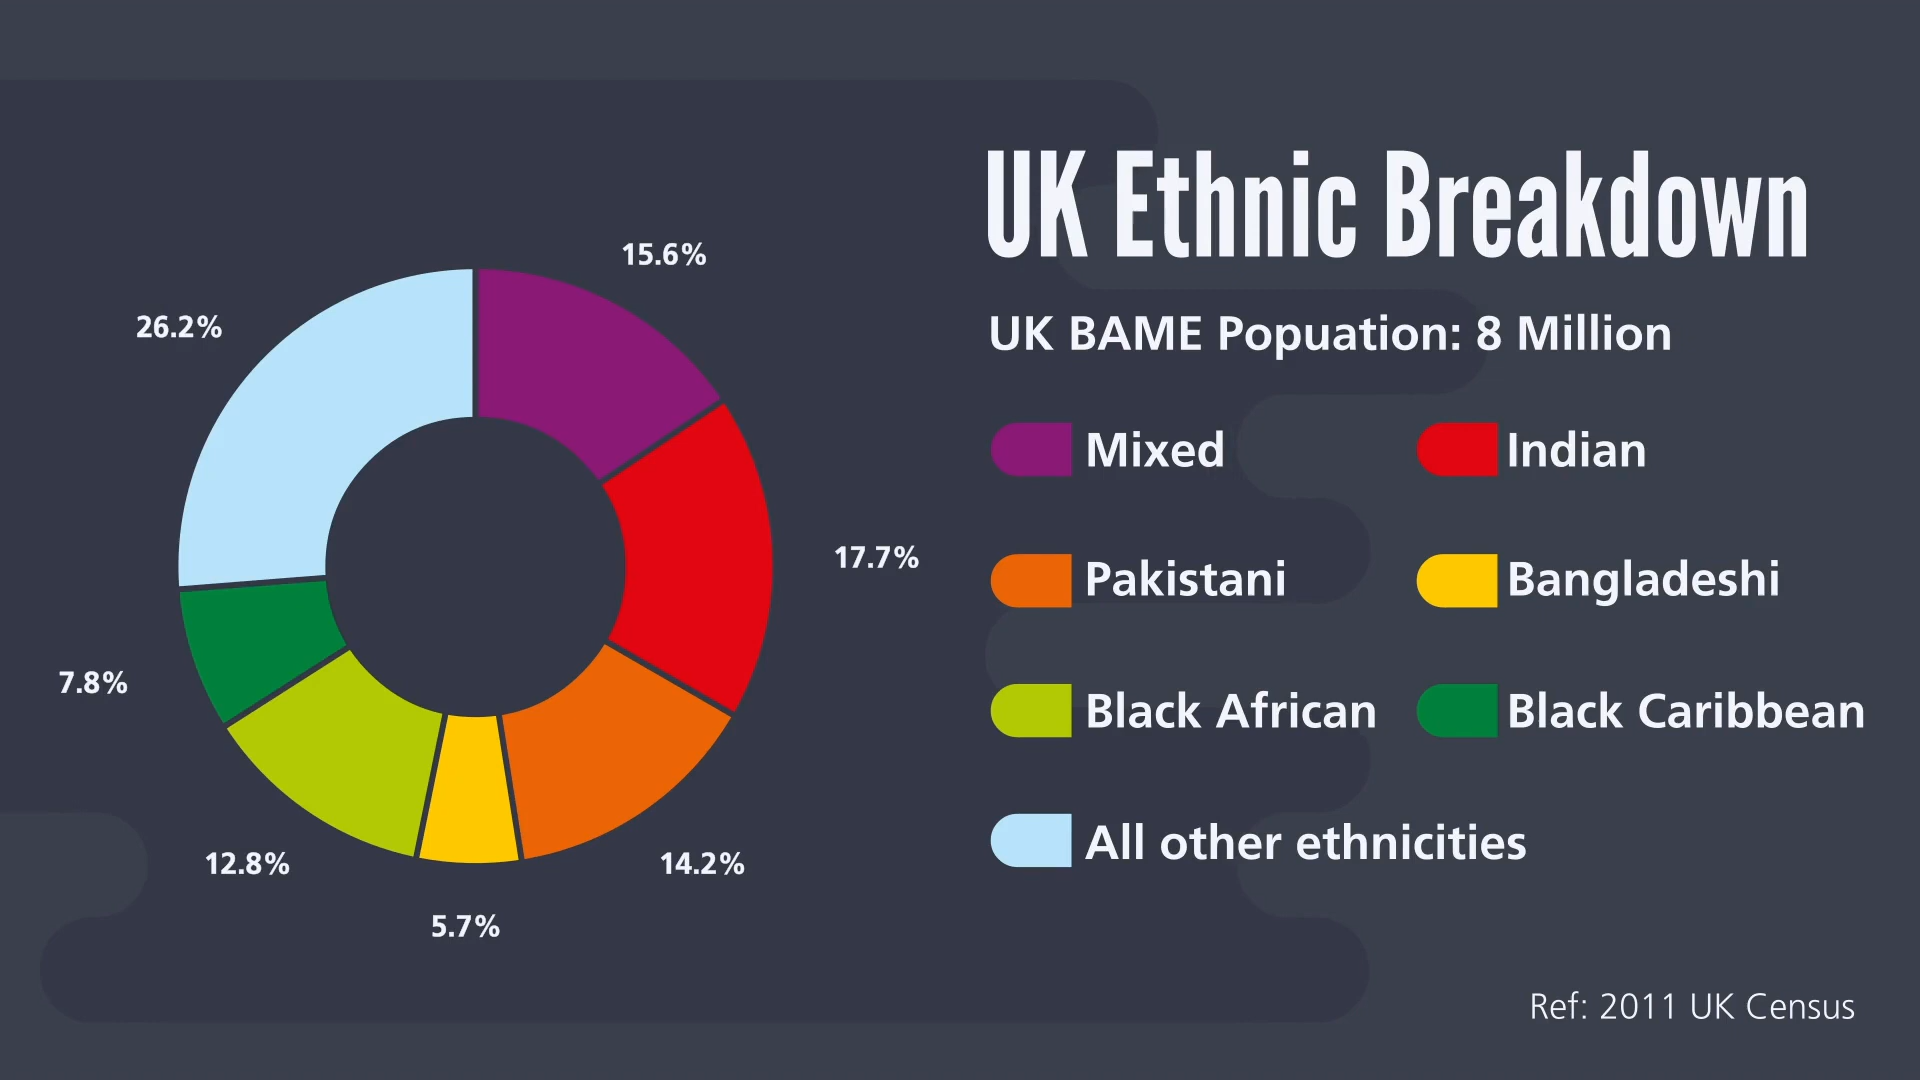 UK Ethnic Breakdown
UK BAME Popuation: 8 Million
Mixed
Indian
Pakistani
Bangladeshi
Black African
Black Caribbean
All other ethnicities
15.6%
17.7%
14.2%
5.7%
12.8%
7.8%
26.2%
Ref: 2011 UK Census